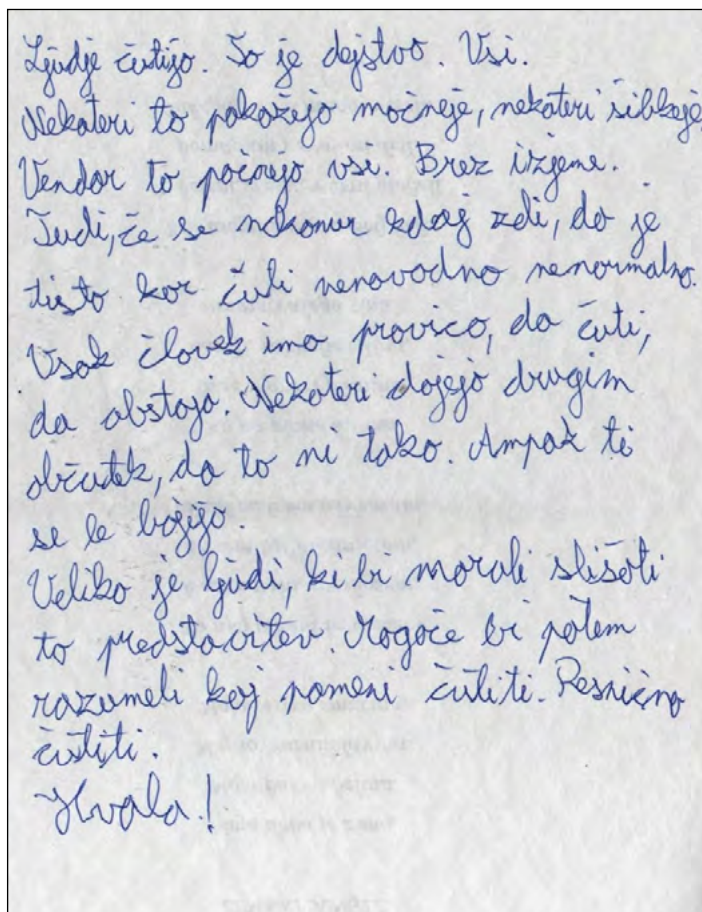 Ljudje čutijo. To je dejstvo. Vsi.
Nekateri to pokažejo močneje, nekateri šibkeje,
Vendar to počnejo vsi. Brez izjeme.
Tudi, če se nekomur kdaj zdi, da je
tisto kar čuti nenavadno nenormalno.
Vsak človek ima pravico, da čuti,
da obstaja. Nekateri dajejo drugim
občutek, da to ni tako. Ampak ti
se le bojijo.
Veliko je ljudi, ki bi morali slišati
to predstavitev. Mogoče bi potem
razumeli kaj pomeni čutiti. Resnično
čutiti.
Hvala!